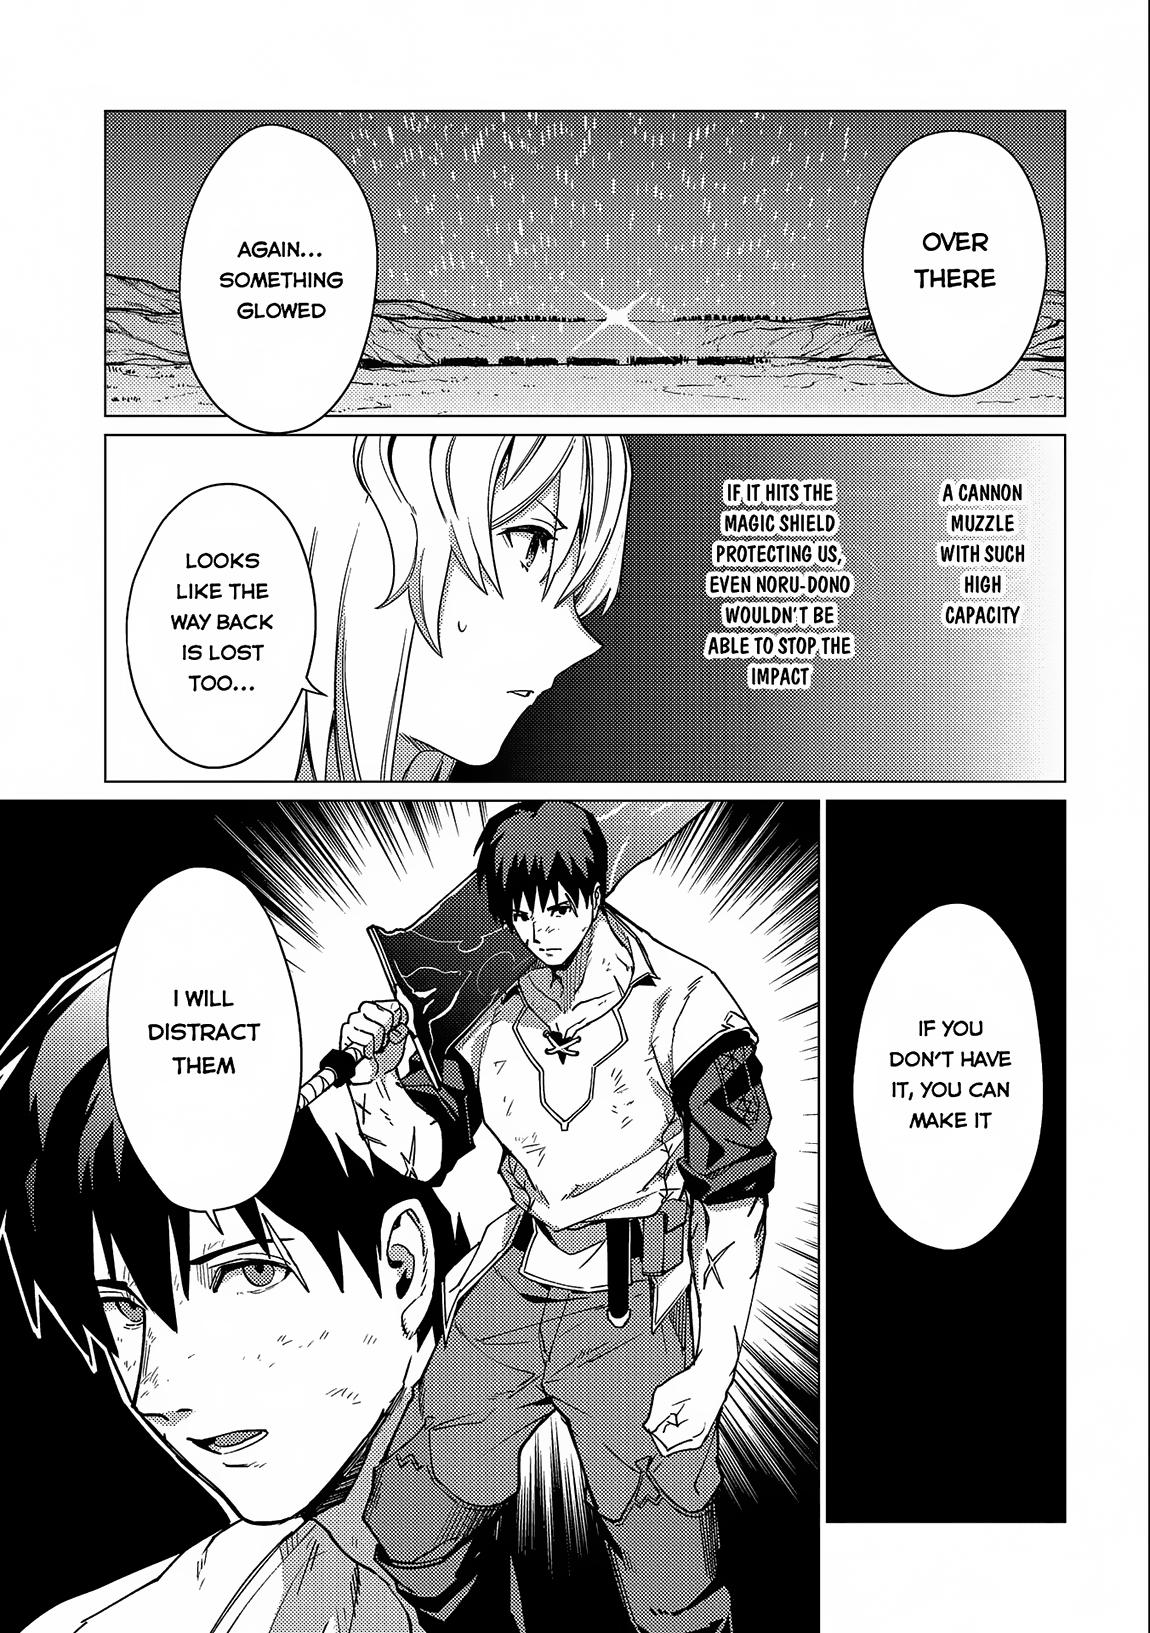 OVER
THERE
AGAIN...
SOMETHING
GLOWED
A CANNON
MUZZLE
WITH SUCH
HIGH
CAPACITY
IF IT HITS THE
MAGIC SHIELD
PROTECTING US,
EVEN NORU-DONO
WOULDN'T BE
ABLE TO STOP THE
IMPACT
LOOKS
LIKE THE
WAY BACK
IS LOST
TOO...
IF YOU
DON'T HAVE
IT, YOU CAN
MAKE IT
I WILL
DISTRACT
THEM